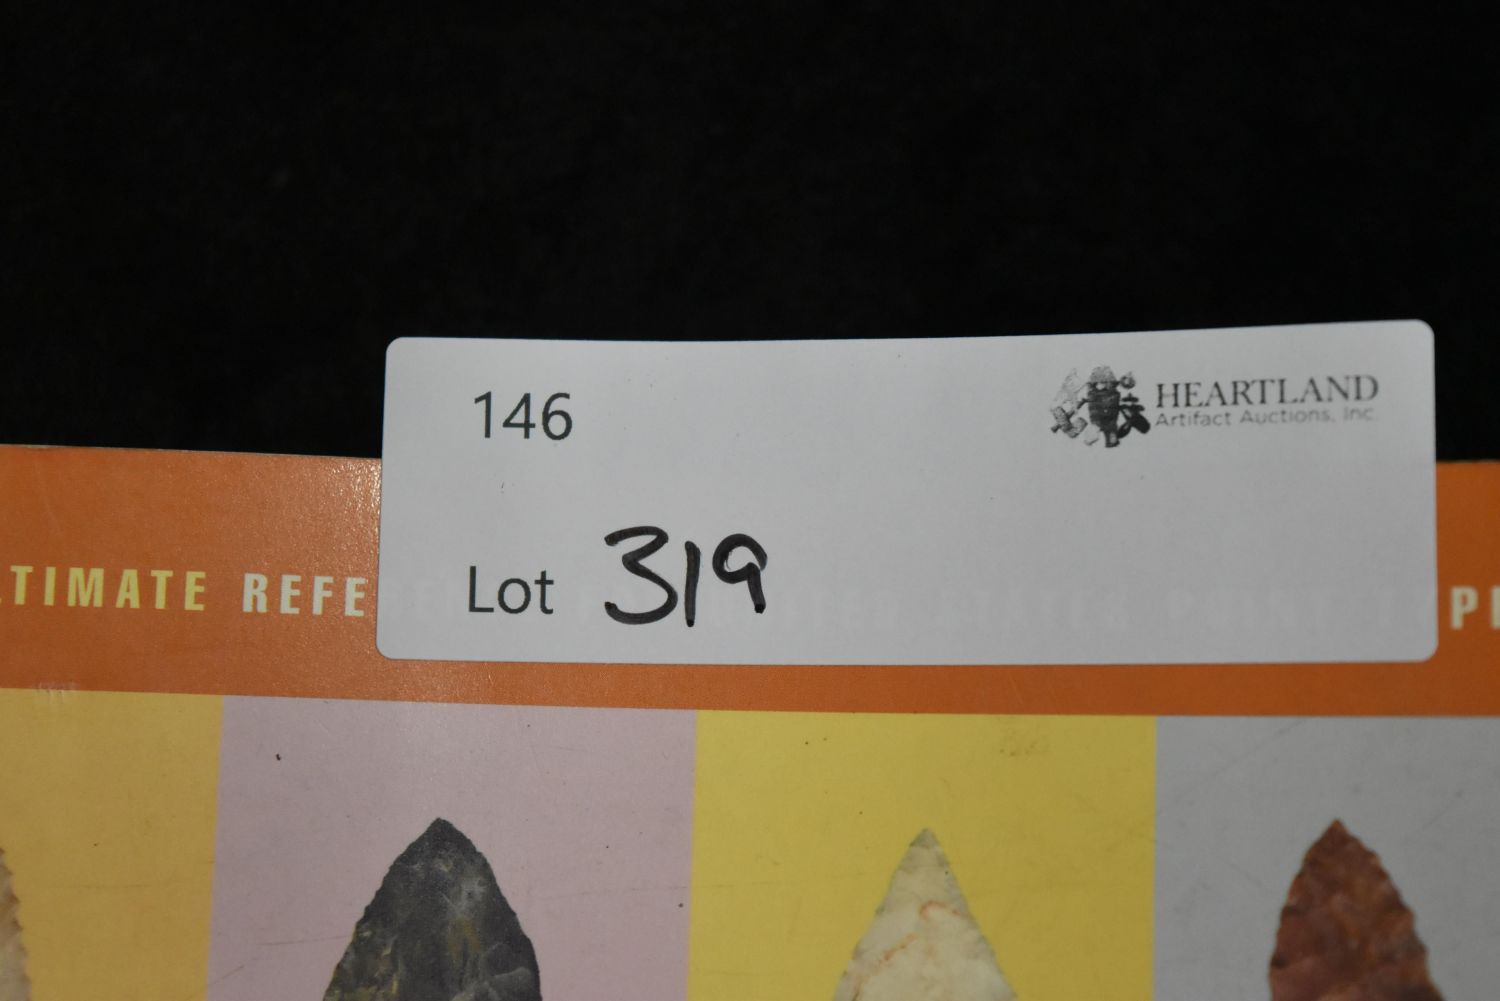 146
HEARTLAND
Artifact Auctions, Inc.
Lot 319
TIMATE REFE